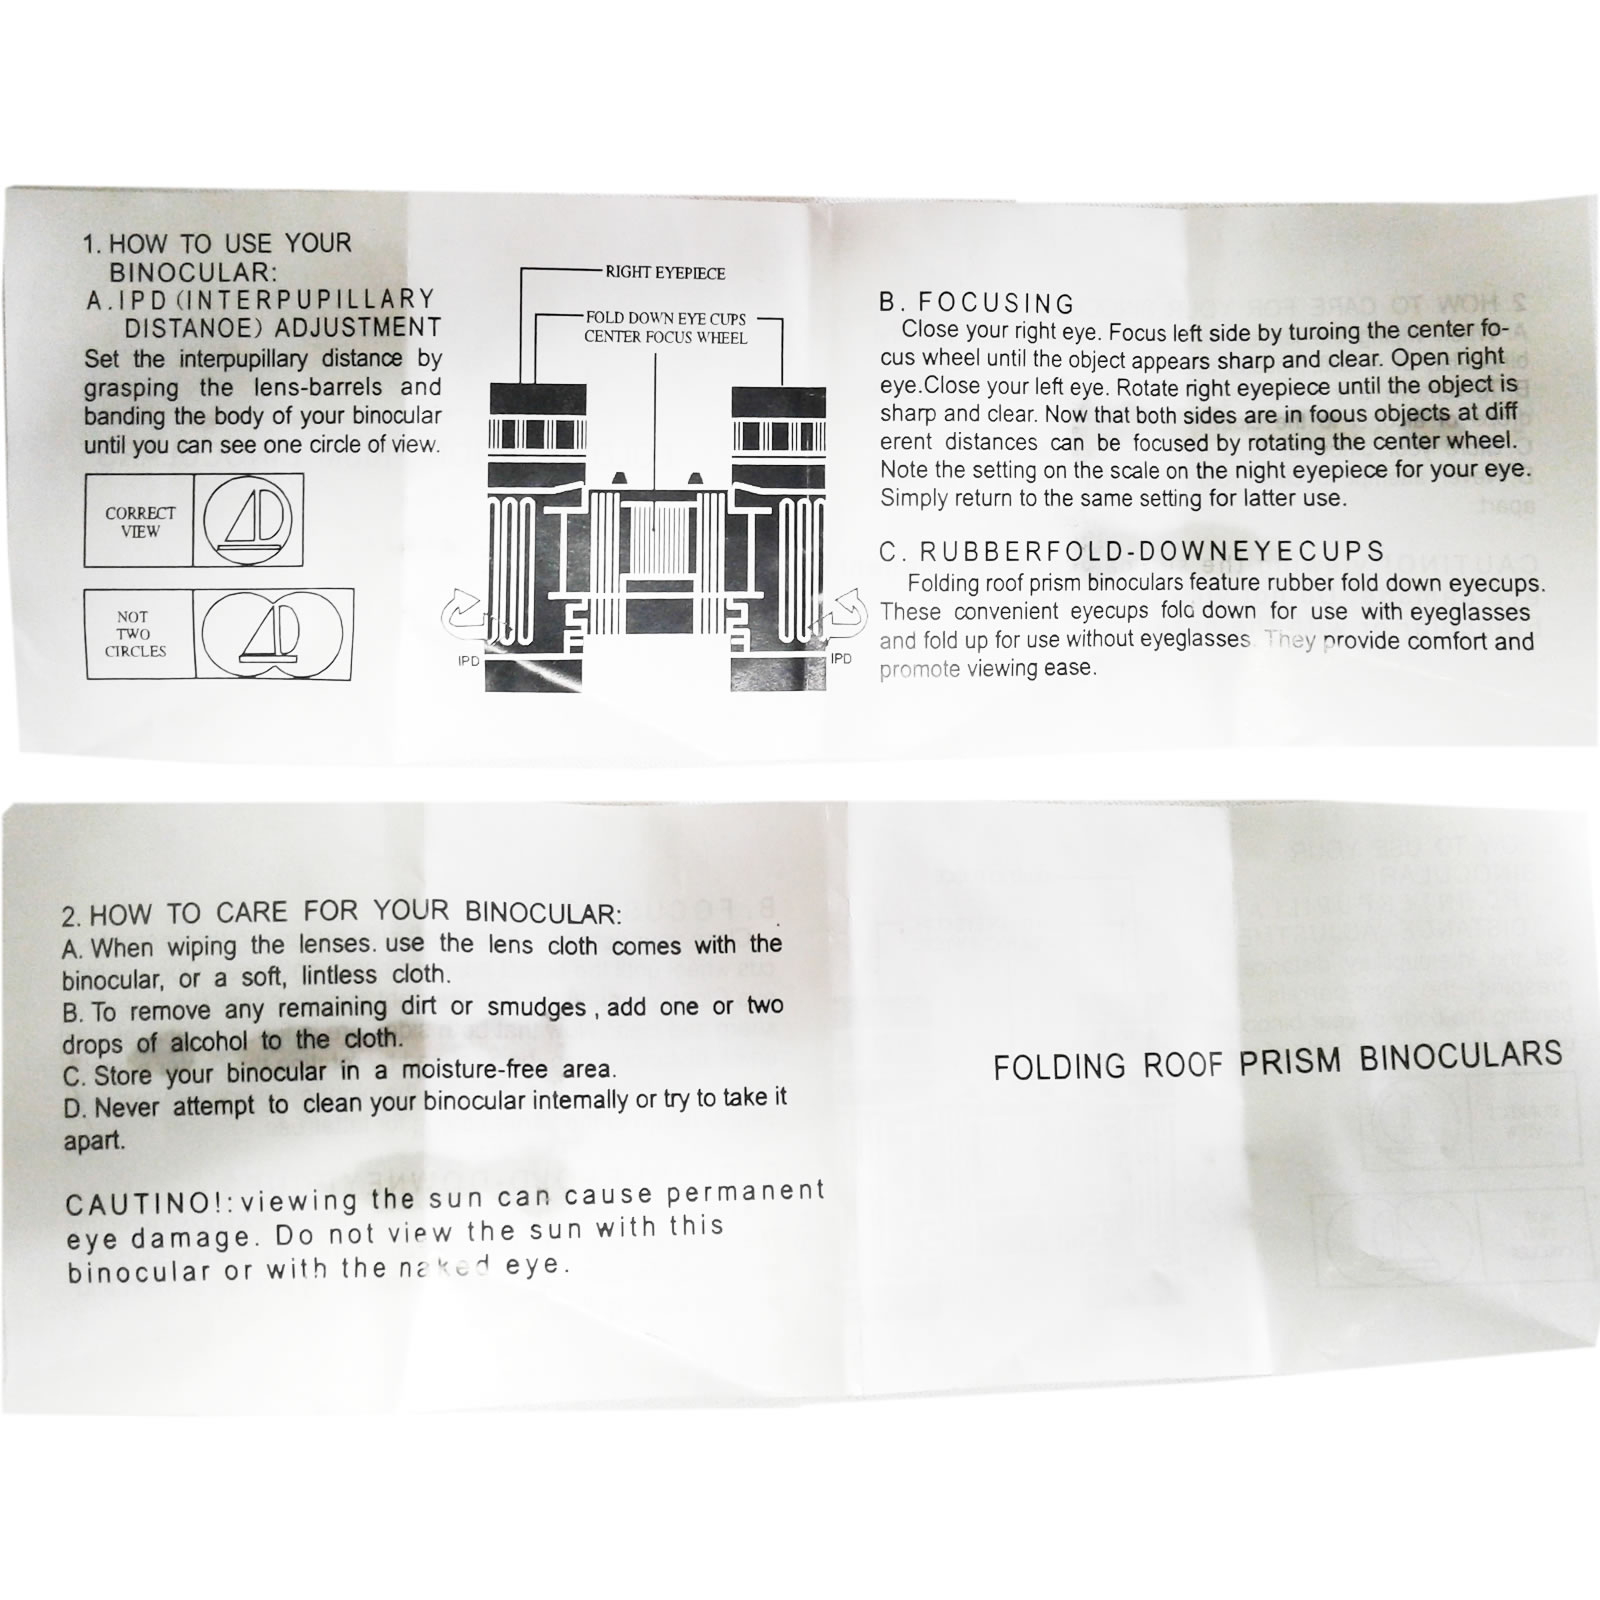 1. HOW TO USE YOUR
BINOCULAR:
A. IPD (INTERPUPILLARY
DISTANOE) ADJUSTMENT
Set the interpupillary distance by
grasping the lens-barrels and
banding the body of your binocular
until you can see one circle of view.
CORRECT
VIEW
NOT
TWO
CIRCLES
RIGHT EYEPIECE
FOLD DOWN EYE CUPS
CENTER FOCUS WHEEL
IPD
IPD
B. FOCUSING
Close your right eye. Focus left side by turoing the center fo-
cus wheel until the object appears sharp and clear. Open right
eye.Close your left eye. Rotate right eyepiece until the object is
sharp and clear. Now that both sides are in foous objects at diff
erent distances can be focused by rotating the center wheel.
Note the setting on the scale on the night eyepiece for your eye.
Simply return to the same setting for latter use.
C. RUBBERFOLD-DOWNEYECUPS
Folding roof prism binoculars feature rubber fold down eyecups.
These convenient eyecups fold down for use with eyeglasses
and fold up for use without eyeglasses. They provide comfort and
promote viewing ease.
2. HOW TO CARE FOR YOUR BINOCULAR:
A. When wiping the lenses. use the lens cloth comes with the
binocular, or a soft, lintless cloth.
B. To remove any remaining dirt or smudges , add one or two
drops of alcohol to the cloth.
C. Store your binocular in a moisture-free area.
D. Never attempt to clean your binocular internally or try to take it
apart.
CAUTINO!: viewing the sun can cause permanent
eye damage. Do not view the sun with this
binocular or with the naked eye.
FOLDING ROOF PRISM BINOCULARS